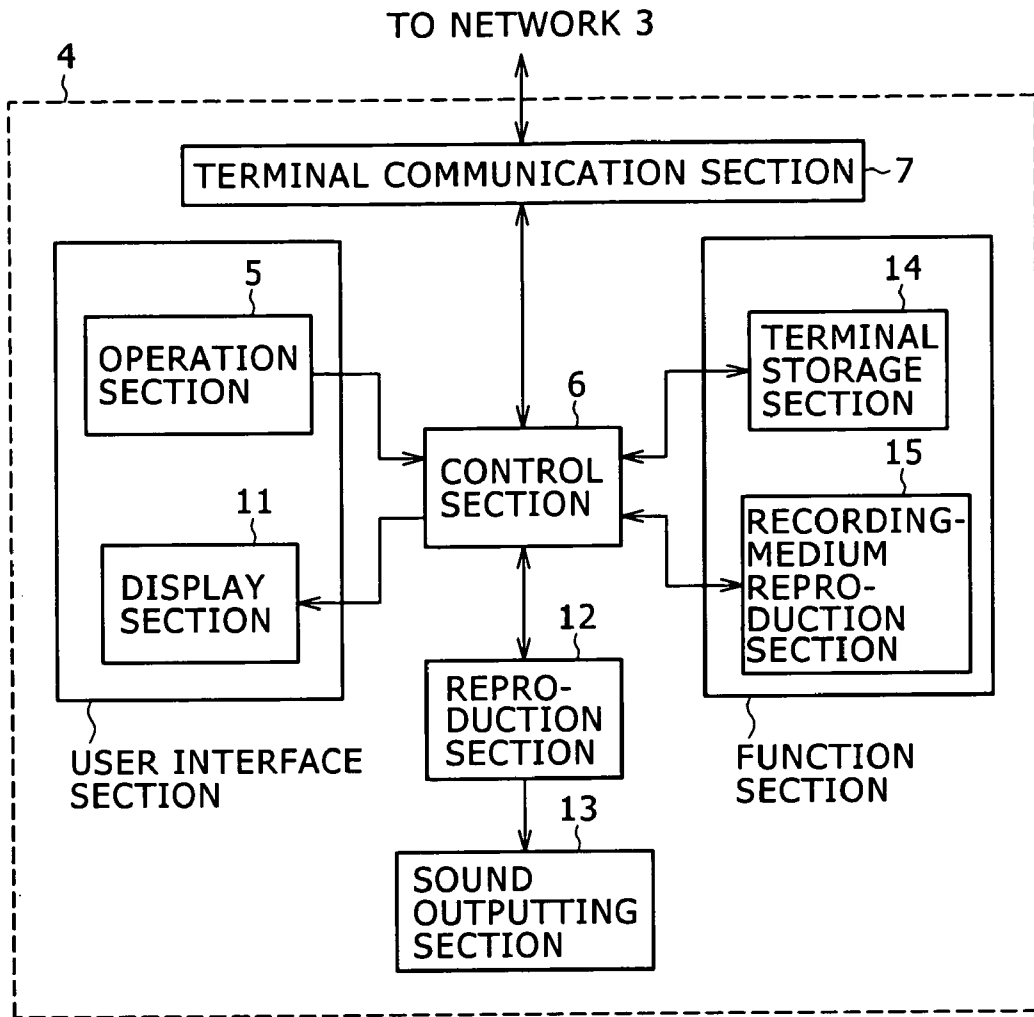 TO NETWORK 3
4
TERMINAL COMMUNICATION SECTION
7
5
OPERATION
SECTION
11
DISPLAY
SECTION
USER INTERFACE
SECTION
6
CONTROL
SECTION
12
REPRO-
DUCTION
SECTION
13
SOUND
OUTPUTTING
SECTION
14
TERMINAL
STORAGE
SECTION
15
RECORDING-
MEDIUM
REPRO-
DUCTION
SECTION
FUNCTION
SECTION